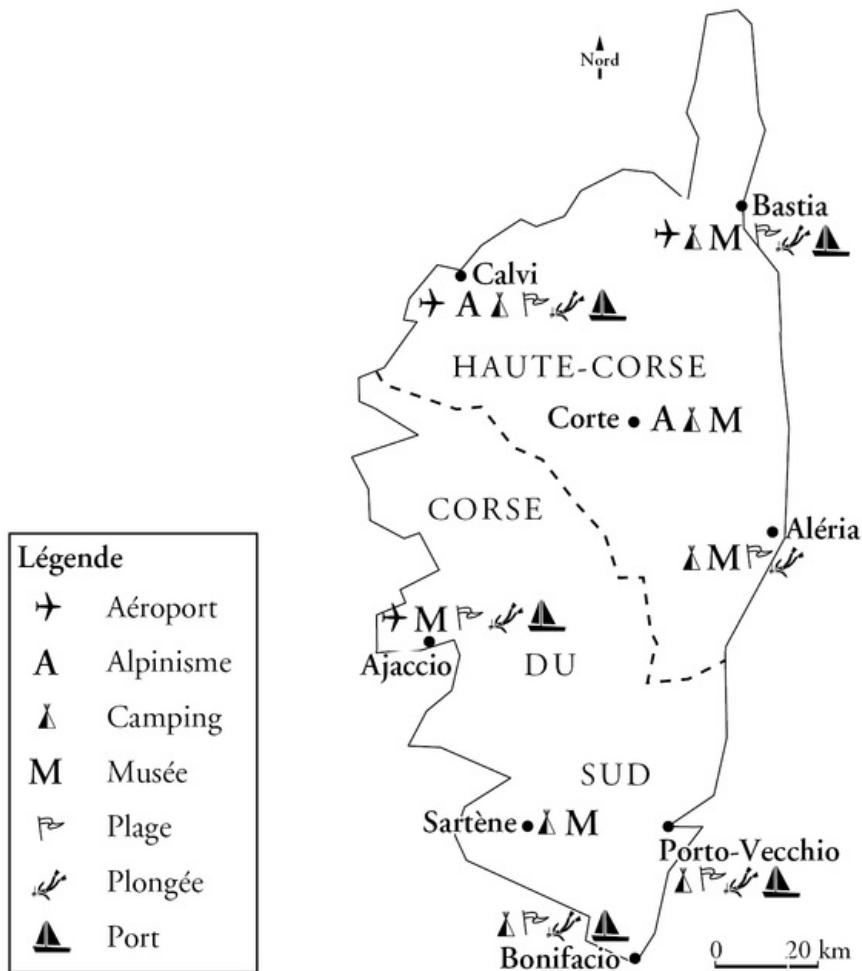 Nord
Bastia
M
Calvi
A
HAUTE-CORSE
Corte A M
CORSE
Aléria
M
Légende
Aéroport
A Alpinisme
Camping
M Musée
Plage
Plongée
Port
M
Ajaccio
DU
SUD
Sartène M
Porto-Vecchio
Bonifacio
0 20 km